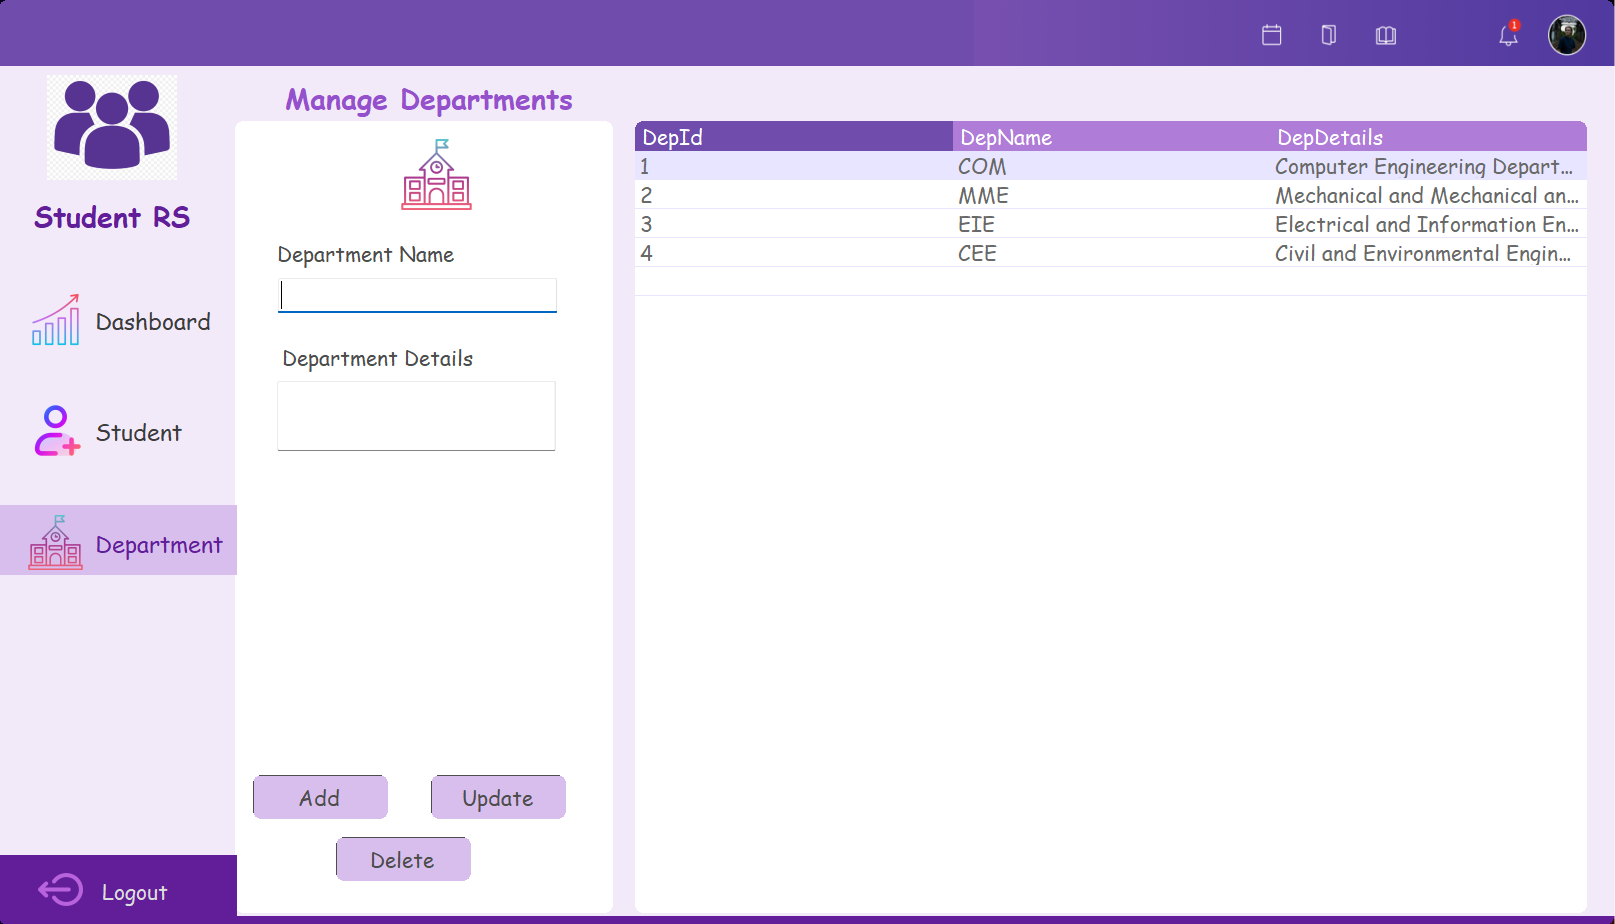 1
Manage Departments
Student RS
Dashboard
Student
Department
Logout
Department Name
Department Details
Add
Update
Delete
DepId DepName DepDetails
1 COM Computer Engineering Depart...
2 MME Mechanical and Mechanical an...
3 EIE Electrical and Information En...
4 CEE Civil and Environmental Engin...